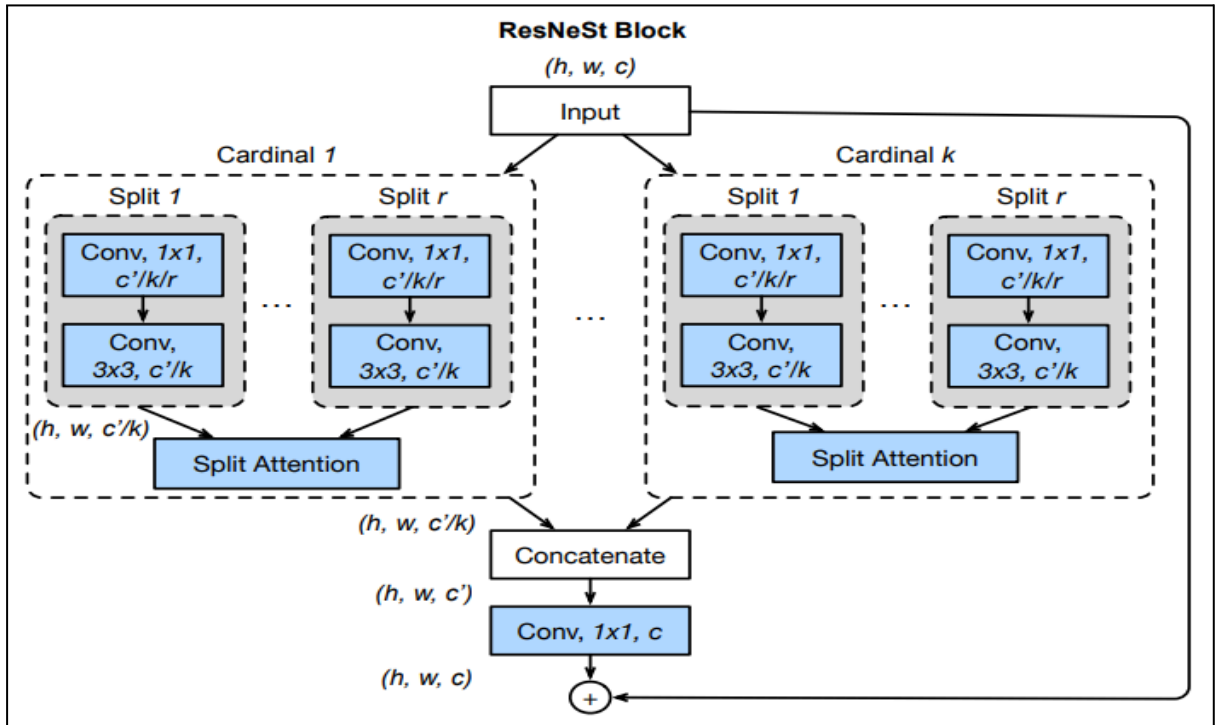 ResNeSt Block
(h, w, c)
Input
Cardinal 1
Cardinal k
Split 1
Split r
Split 1
Split r
Conv, 1x1,
c'/k/r
Conv, 1x1,
c'/k/r
Conv, 1x1,
c'/k/r
Conv, 1x1,
c'/k/r
...
...
...
Conv,
3x3, c'/k
Conv,
3x3, c'/k
Conv,
3x3, c'/k
Conv,
3x3, c'/k
(h, w, c'/k)
Split Attention
Split Attention
(h, w, c'/k)
Concatenate
(h, w, c')
Conv, 1x1, c
(h, w, c)
+